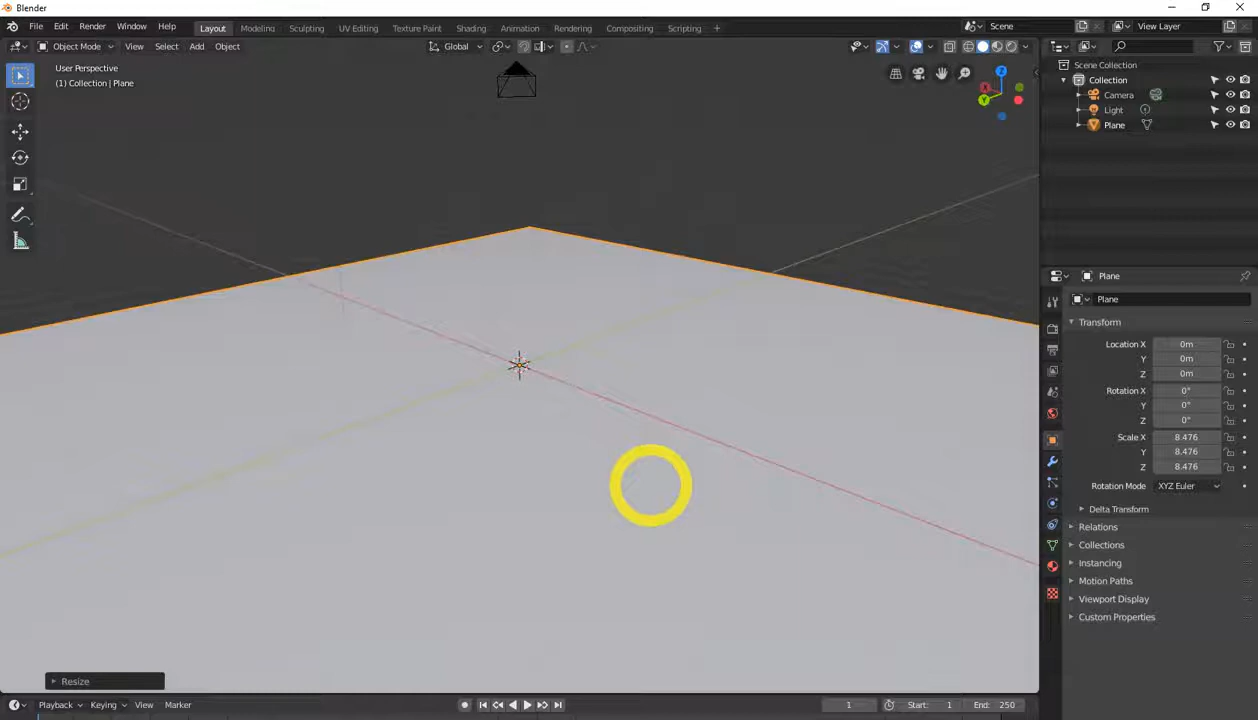 Blender
File Edit Render Window Help Layout Modeling Sculpting UV Editing Texture Paint Shading Animation Rendering Compositing Scripting + Scene View Layer
Object Mode View Select Add Object Global
User Perspective
(1) Collection | Plane
X
Y
Z
Scene Collection
Collection
Camera
Light
Plane
Plane
Plane
Transform
Location X 0m
Y 0m
Z 0m
Rotation X 0°
Y 0°
Z 0°
Scale X 8.476
Y 8.476
Z 8.476
Rotation Mode XYZ Euler
Delta Transform
Relations
Collections
Instancing
Motion Paths
Viewport Display
Custom Properties
Resize
Playback Keying View Marker 1 Start: 1 End: 250